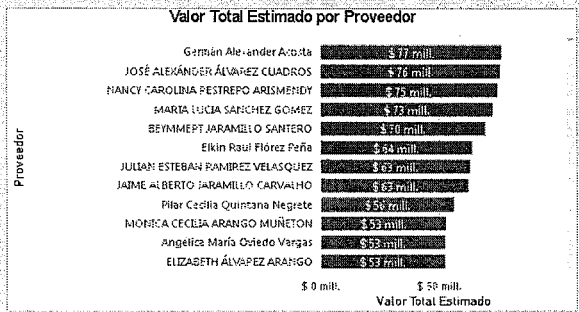 Valor Total Estimado por Proveedor
Proveedor
Germán Alexander Acosta $ 77 mill.
JOSÉ ALEXÁNDER ÁLVAREZ CUADROS $ 76 mill.
NANCY CAROLINA RESTREPO ARISMENDY $ 75 mill.
MARTA LUCIA SANCHEZ GOMEZ $ 73 mill.
BEYMMERT JARAMILLO SANTERO $ 70 mill.
Elkin Raul Flórez Peña $ 64 mill.
JULIAN ESTEBAN RAMIREZ VELASQUEZ $ 63 mill.
JAIME ALBERTO JARAMILLO CARVALHO $ 63 mill.
Pilar Cecilia Quintana Negrete $ 56 mill.
MONICA CECILIA ARANGO MUÑETON $ 53 mill.
Angélica María Oviedo Vargas $ 53 mill.
ELIZABETH ÁLVAREZ ARANGO $ 53 mill.
$ 0 mill. $ 50 mill.
Valor Total Estimado